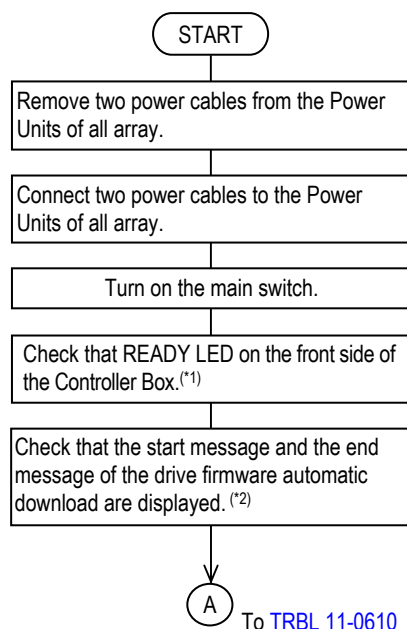 START
Remove two power cables from the Power
Units of all array.
Connect two power cables to the Power
Units of all array.
Turn on the main switch.
Check that READY LED on the front side of
the Controller Box.(*1)
Check that the start message and the end
message of the drive firmware automatic
download are displayed. (*2)
A
To TRBL 11-0610